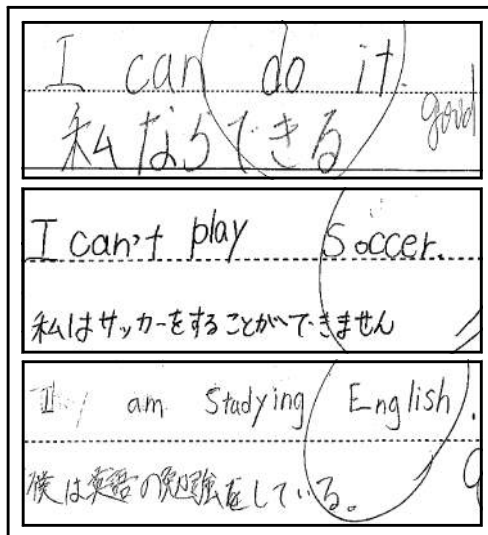 I can do it.
私ならできる
good
I can't play Soccer.
私はサッカーをすることができません
I am Studying English.
僕は英語の勉強をしている。